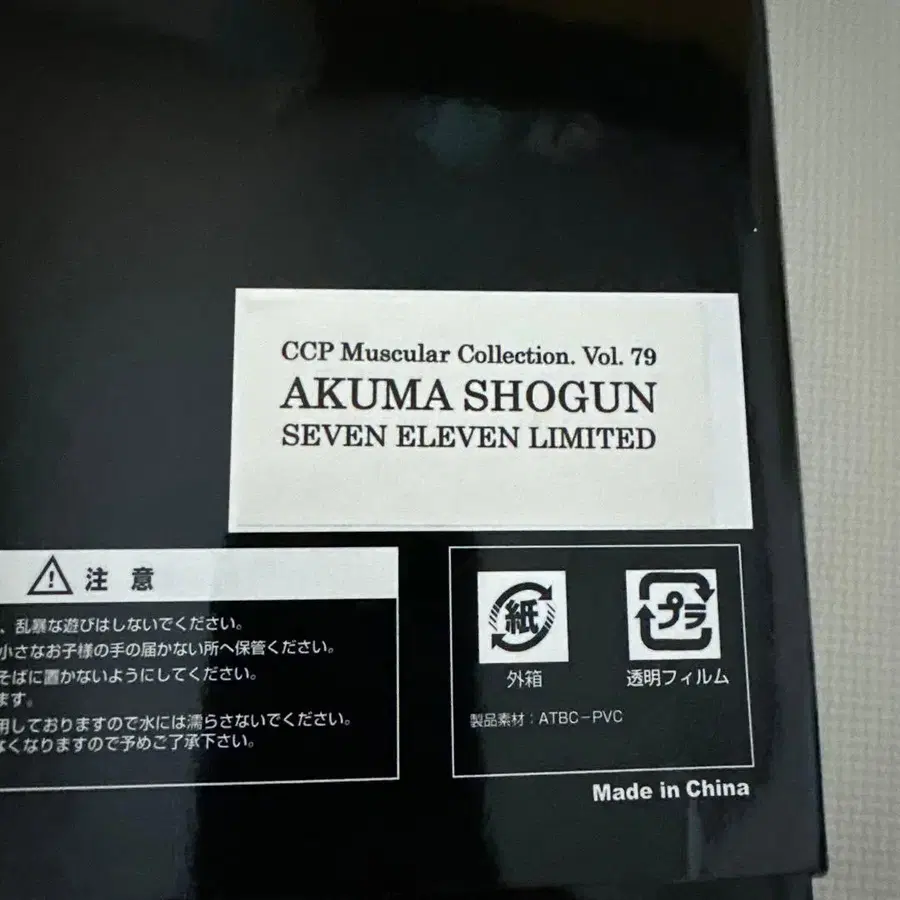 CCP Muscular Collection. Vol. 79
AKUMA SHOGUN
SEVEN ELEVEN LIMITED
注 意
、乱暴な遊びはしないでください。
小さなお子様の手の届かない所へ保管ください。
そばに置かないようにしてください。
ます。
用しておりますので水には濡らさないでください。
なくなりますので予めご了承下さい。
紙
外箱
プラ
透明フィルム
製品素材：ATBC-PVC
Made in China